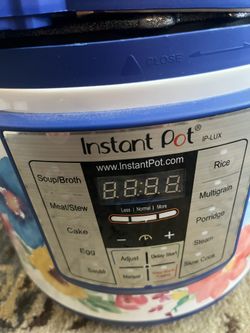 CLOSE
Instant Pot®
IP-LUX
www.InstantPot.com
Soup/Broth
Rice
Meat/Stew
Multigrain
Less | Normal | More
Cake
Porridge
Egg
Steam
Adjust
Delay Start
Sauté
Manual
Slow Cook